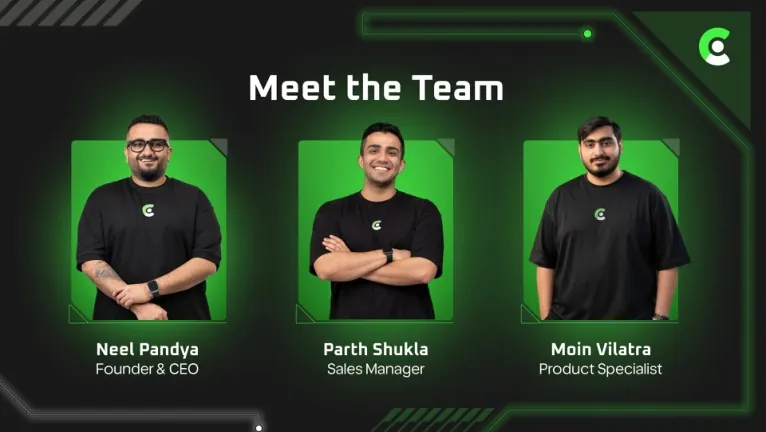 Meet the Team
Neel Pandya
Founder & CEO
Parth Shukla
Sales Manager
Moin Vilatra
Product Specialist